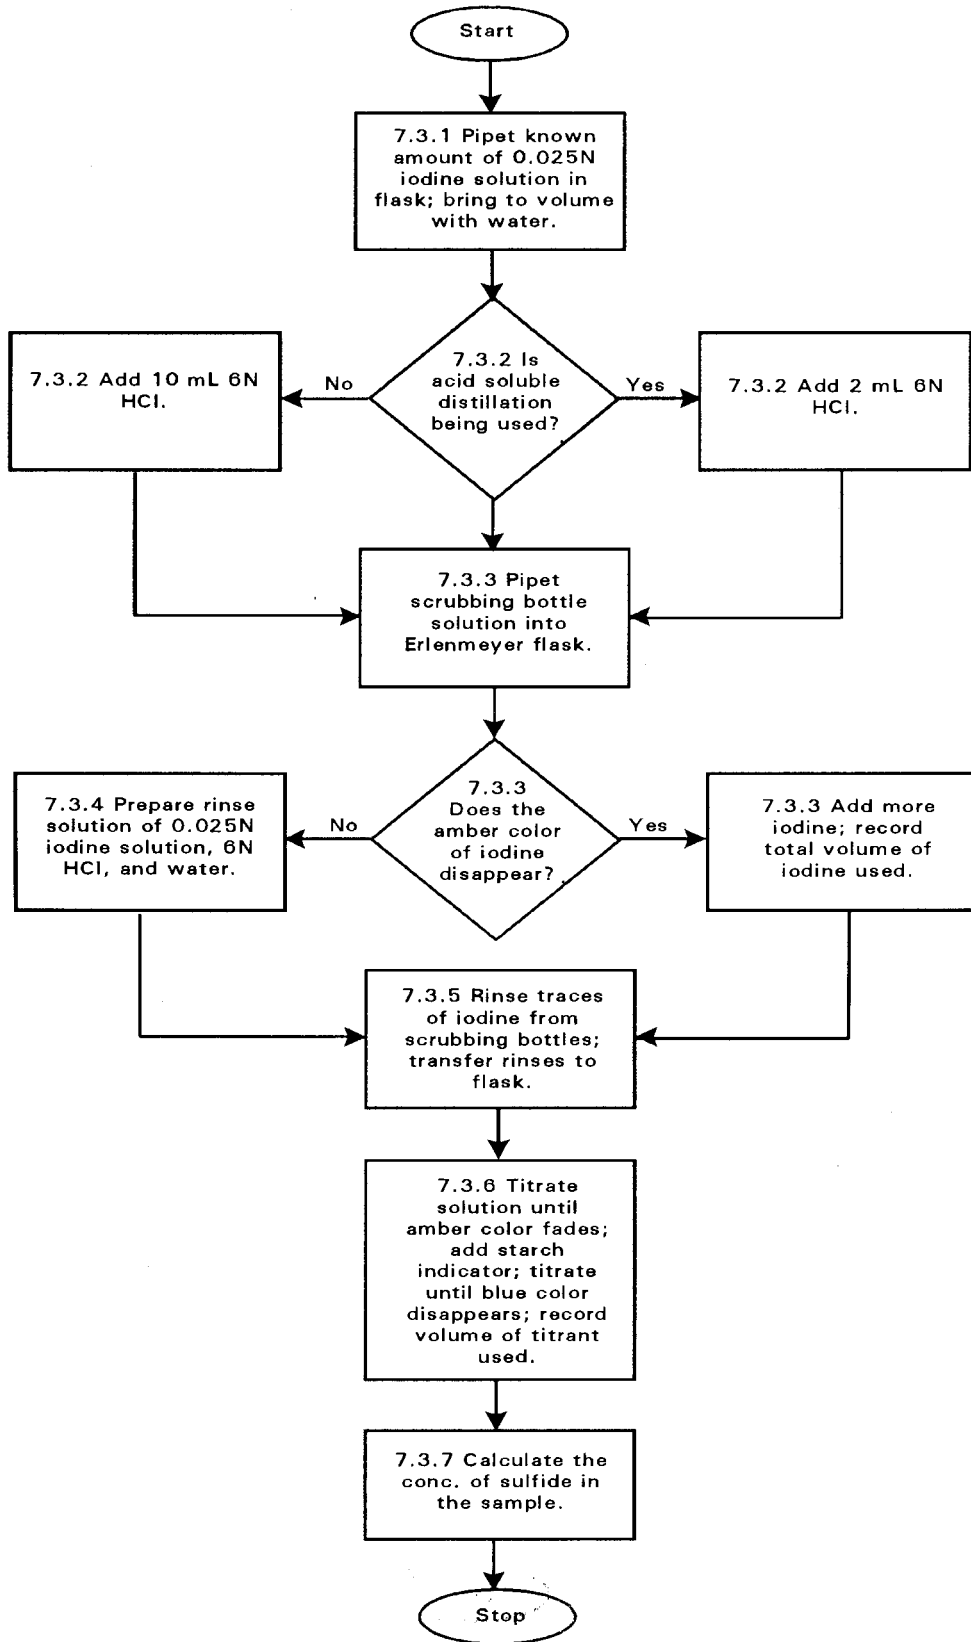 Start
7.3.1 Pipet known
amount of 0.025N
iodine solution in
flask; bring to volume
with water.
7.3.2 Is
acid soluble
distillation
being used?
No
Yes
7.3.2 Add 10 mL 6N
HCl.
7.3.2 Add 2 mL 6N
HCl.
7.3.3 Pipet
scrubbing bottle
solution into
Erlenmeyer flask.
7.3.3
Does the
amber color
of iodine
disappear?
No
Yes
7.3.4 Prepare rinse
solution of 0.025N
iodine solution, 6N
HCl, and water.
7.3.3 Add more
iodine; record
total volume of
iodine used.
7.3.5 Rinse traces
of iodine from
scrubbing bottles;
transfer rinses to
flask.
7.3.6 Titrate
solution until
amber color fades;
add starch
indicator; titrate
until blue color
disappears; record
volume of titrant
used.
7.3.7 Calculate the
conc. of sulfide in
the sample.
Stop